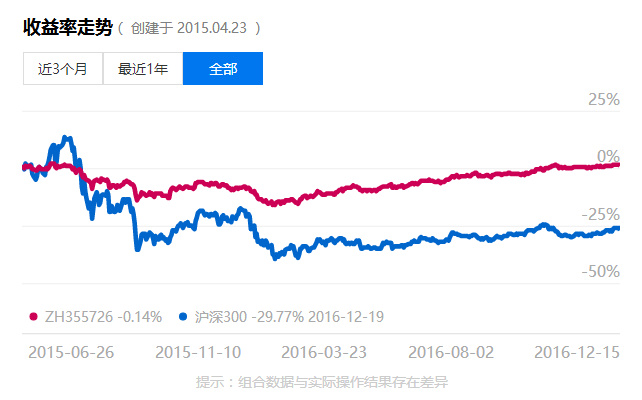 收益率走势（ 创建于 2015.04.23 ）
近3个月 最近1年 全部
25%
0%
-25%
-50%
ZH355726 -0.14% 沪深300 -29.77% 2016-12-19
2015-06-26 2015-11-10 2016-03-23 2016-08-02 2016-12-15
提示：组合数据与实际操作结果存在差异